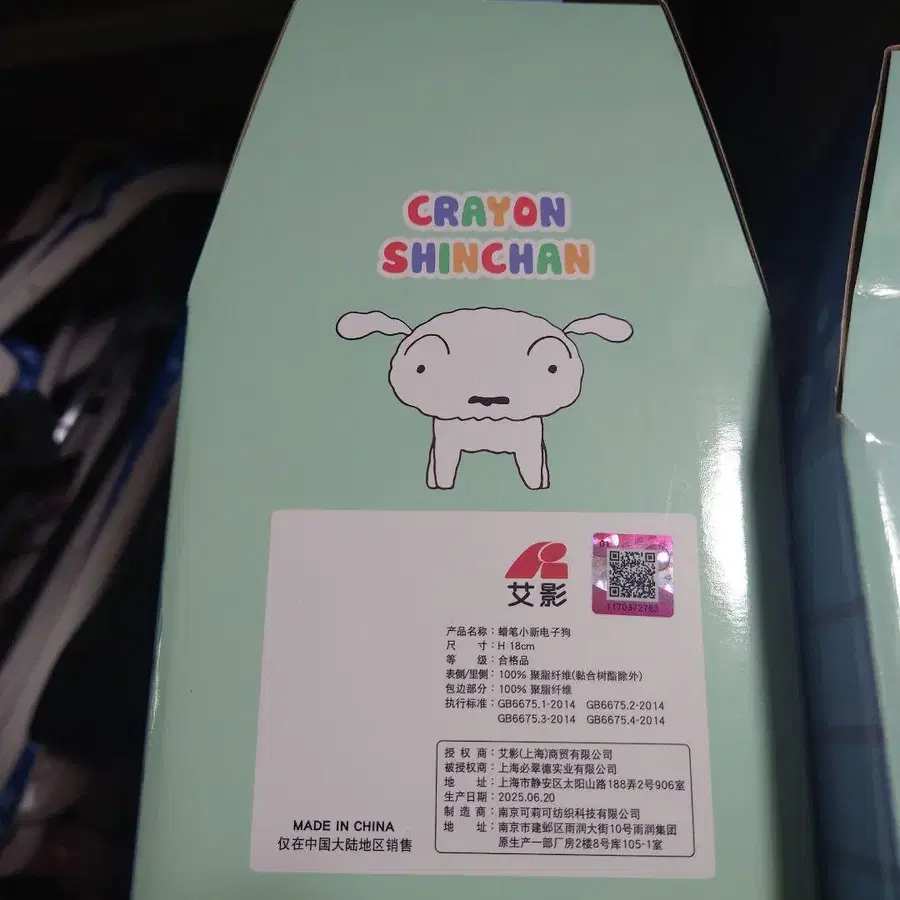 CRAYON
SHINCHAN
艾影
01
1170372763
产品名称：蜡笔小新电子狗
尺 寸：H 18cm
等 级：合格品
表侧/里侧：100% 聚脂纤维(黏合树酯除外)
包边部分：100% 聚脂纤维
执行标准：GB6675.1-2014 GB6675.2-2014
GB6675.3-2014 GB6675.4-2014
授 权 商：艾影(上海)商贸有限公司
被授权商：上海必翠德实业有限公司
地 址：上海市静安区太阳山路188弄2号906室
生产日期：2025.06.20
制 造 商：南京可莉可纺织科技有限公司
地 址：南京市建邺区雨润大街10号雨润集团
原生产一部厂房2楼8号库105-1室
MADE IN CHINA
仅在中国大陆地区销售